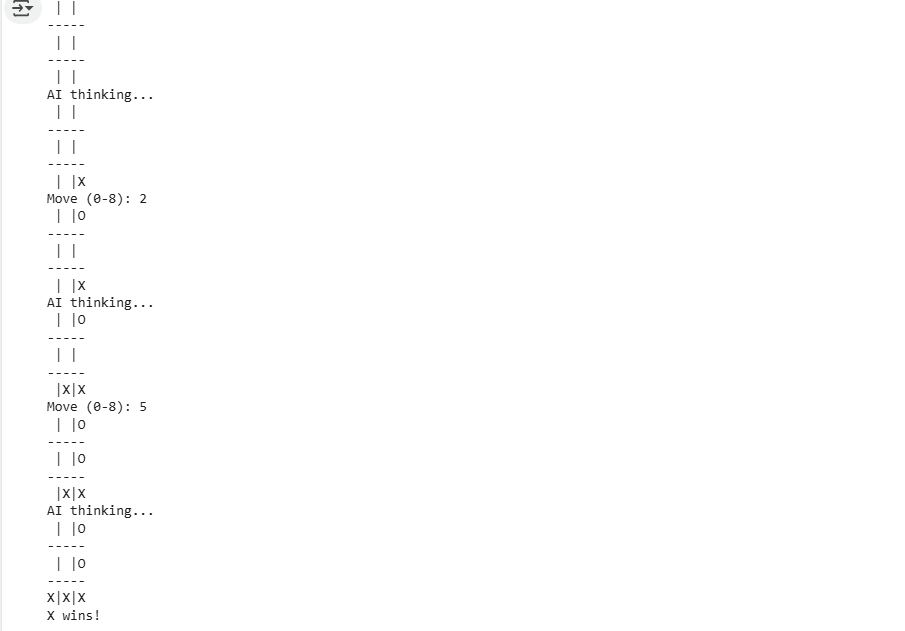 | |
-----
 | |
-----
 | |
AI thinking...
 | |
-----
 | |
-----
 | |X
Move (0-8): 2
 | |O
-----
 | |
-----
 | |X
AI thinking...
 | |O
-----
 | |
-----
 |X|X
Move (0-8): 5
 | |O
-----
 | |O
-----
 |X|X
AI thinking...
 | |O
-----
 | |O
-----
X|X|X
X wins!